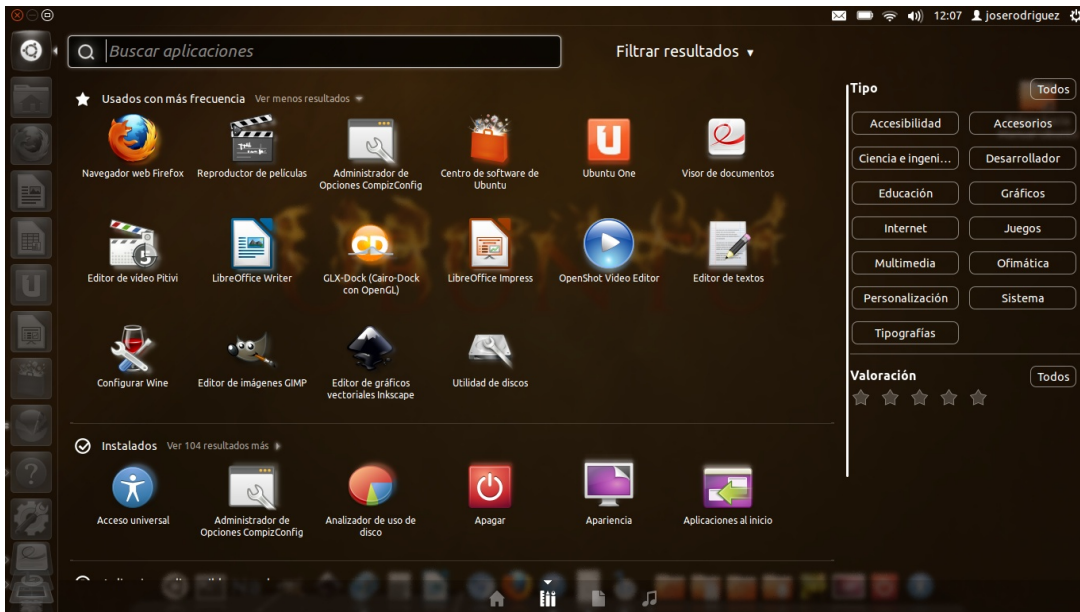 12:07 joserodriguez
Buscar aplicaciones
Filtrar resultados
Usados con más frecuencia Ver menos resultados
Navegador web Firefox
Reproductor de películas
Administrador de
Opciones CompizConfig
Centro de software de
Ubuntu
Ubuntu One
Visor de documentos
Editor de vídeo Pitivi
LibreOffice Writer
GLX-Dock (Cairo-Dock
con OpenGL)
LibreOffice Impress
OpenShot Video Editor
Editor de textos
Configurar Wine
Editor de imágenes GIMP
Editor de gráficos
vectoriales Inkscape
Utilidad de discos
Instalados Ver 104 resultados más
Acceso universal
Administrador de
Opciones CompizConfig
Analizador de uso de
disco
Apagar
Apariencia
Aplicaciones al inicio
Tipo Todos
Accesibilidad Accesorios
Ciencia e ingeni... Desarrollador
Educación Gráficos
Internet Juegos
Multimedia Ofimática
Personalización Sistema
Tipografías
Valoración Todos